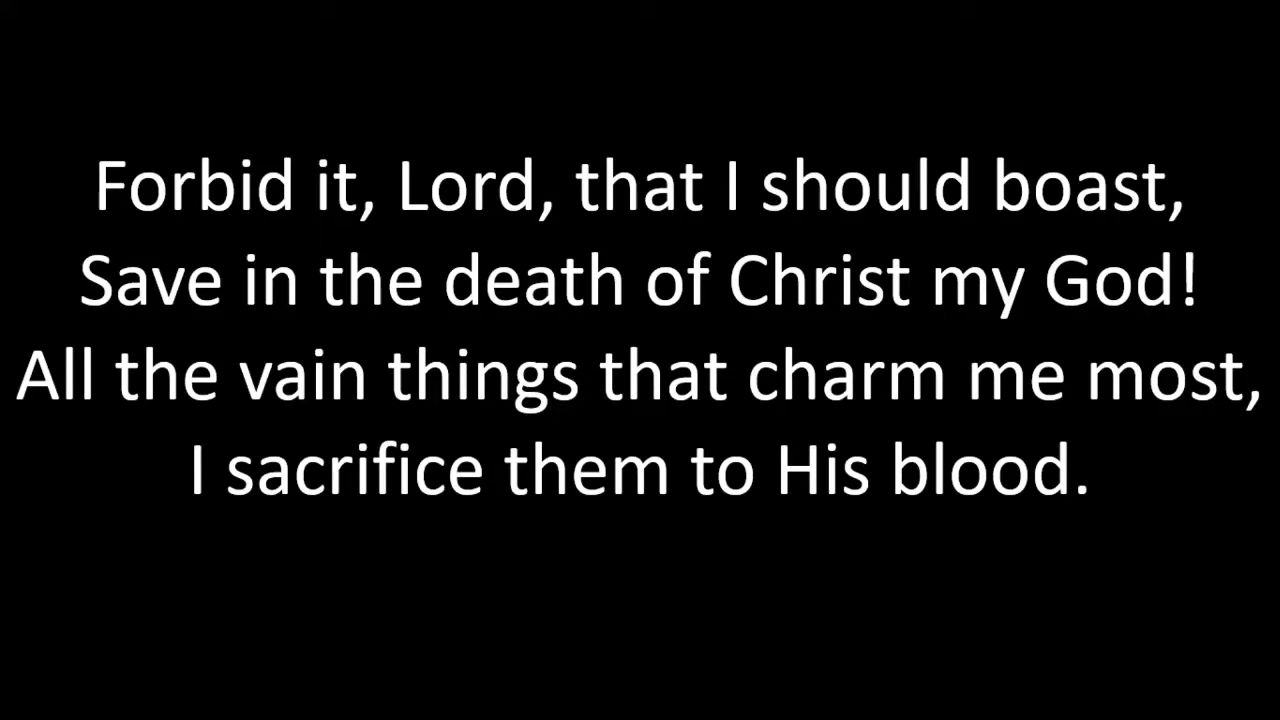 Forbid it, Lord, that I should boast,
Save in the death of Christ my God!
All the vain things that charm me most,
I sacrifice them to His blood.